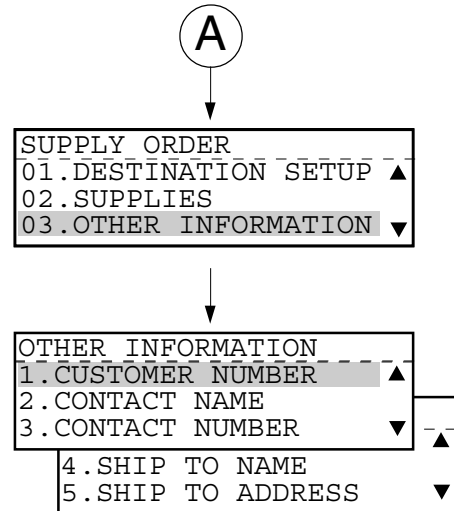 A
SUPPLY ORDER
01.DESTINATION SETUP
02.SUPPLIES
03.OTHER INFORMATION
OTHER INFORMATION
1.CUSTOMER NUMBER
2.CONTACT NAME
3.CONTACT NUMBER
4.SHIP TO NAME
5.SHIP TO ADDRESS